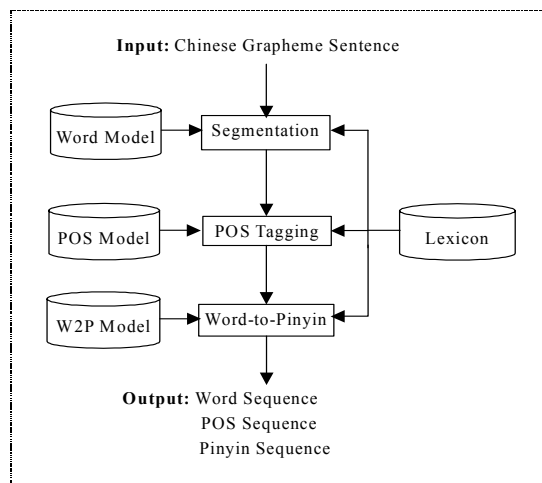 Input: Chinese Grapheme Sentence
Word Model
Segmentation
POS Model
POS Tagging
Lexicon
W2P Model
Word-to-Pinyin
Output: Word Sequence
POS Sequence
Pinyin Sequence